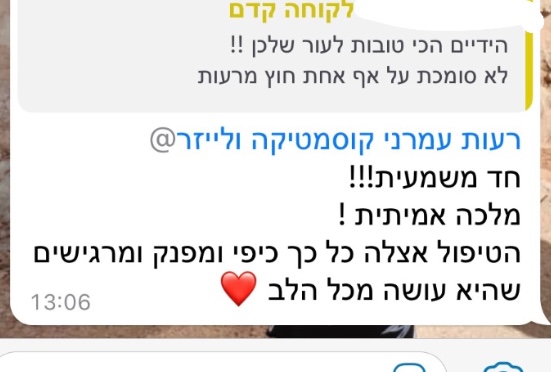 לקוחה קדם
הידיים הכי טובות לעור שלכן !!
לא סומכת על אף אחת חוץ מרעות
@רעות עמרני קוסמטיקה ולייזר
חד משמעית!!!
מלכה אמיתית !
הטיפול אצלה כל כך כיפי ומפנק ומרגישים
שהיא עושה מכל הלב ❤️
13:06